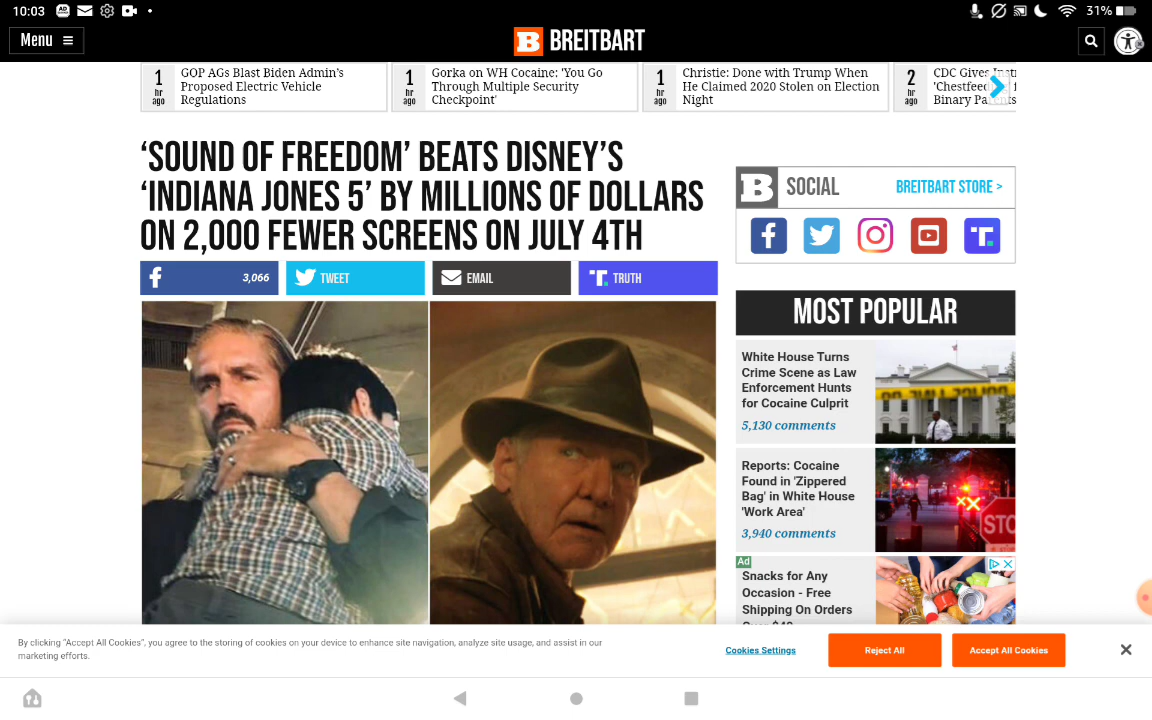 10:03
31%
Menu
B BREITBART
1
hr
ago
GOP AGs Blast Biden Admin's
Proposed Electric Vehicle
Regulations
1
hr
ago
Gorka on WH Cocaine: 'You Go
Through Multiple Security
Checkpoint'
1
hr
ago
Christie: Done with Trump When
He Claimed 2020 Stolen on Election
Night
2
hr
ago
CDC Gives
Binary
‘SOUND OF FREEDOM’ BEATS DISNEY’S
‘INDIANA JONES 5’ BY MILLIONS OF DOLLARS
ON 2,000 FEWER SCREENS ON JULY 4TH
3,066
TWEET
EMAIL
TRUTH
B SOCIAL
BREITBART STORE >
MOST POPULAR
White House Turns
Crime Scene as Law
Enforcement Hunts
for Cocaine Culprit
5,130 comments
Reports: Cocaine
Found in 'Zippered
Bag' in White House
'Work Area'
3,940 comments
STO
Ad
Snacks for Any
Occasion - Free
Shipping On Orders
By clicking “Accept All Cookies”, you agree to the storing of cookies on your device to enhance site navigation, analyze site usage, and assist in our
marketing efforts.
Cookies Settings
Reject All
Accept All Cookies